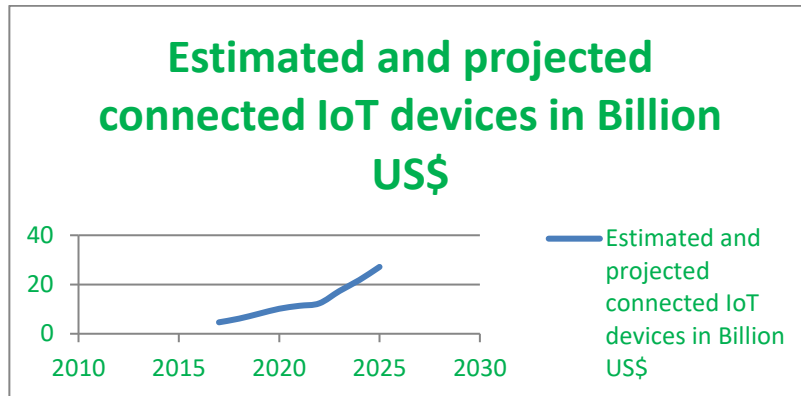 Estimated and projected
connected IoT devices in Billion
US$
40
20
0
2010 2015 2020 2025 2030
Estimated and
projected
connected IoT
devices in Billion
US$